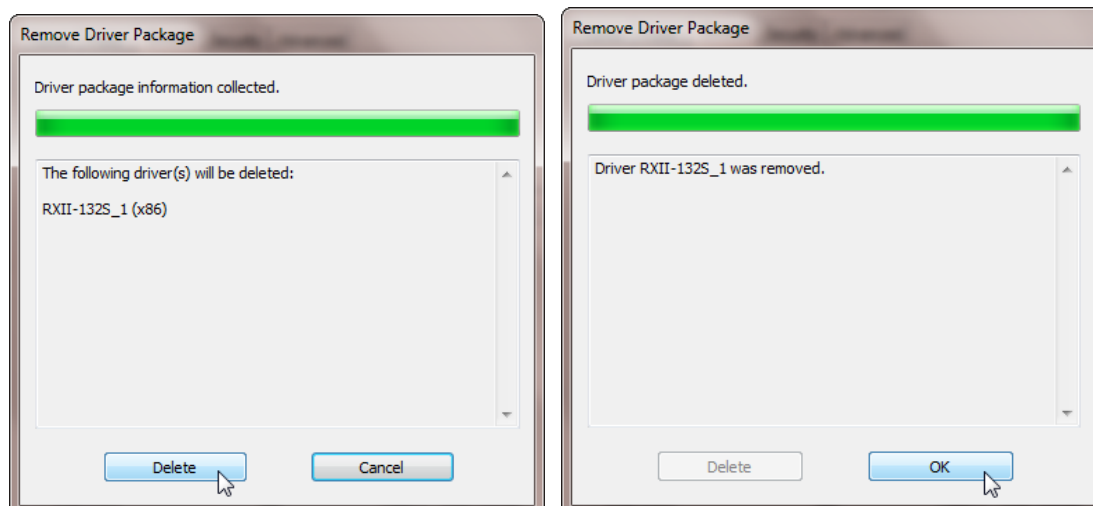 Remove Driver Package
Driver package information collected.
The following driver(s) will be deleted:
RXII-132S_1 (x86)
Delete
Cancel
Remove Driver Package
Driver package deleted.
Driver RXII-132S_1 was removed.
Delete
OK